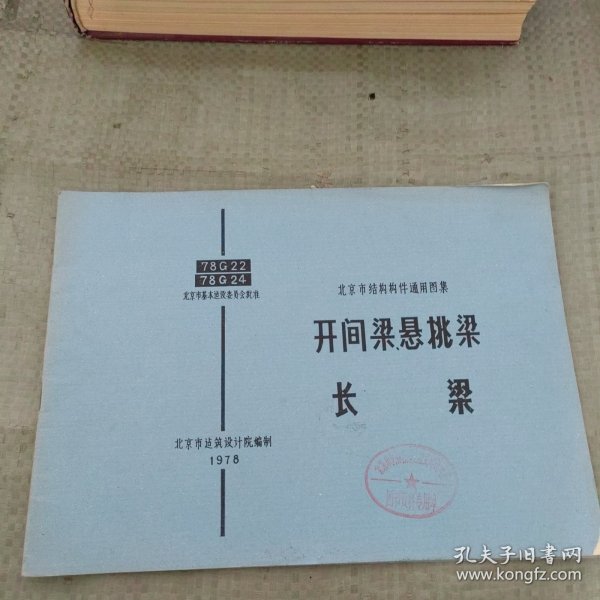 78G22
78G24
北京市基本建设委员会批准
北京市建筑设计院编制
1978
北京市结构构件通用图集
开间梁、悬挑梁
长 梁
孔夫子旧书网
www.kongfz.com